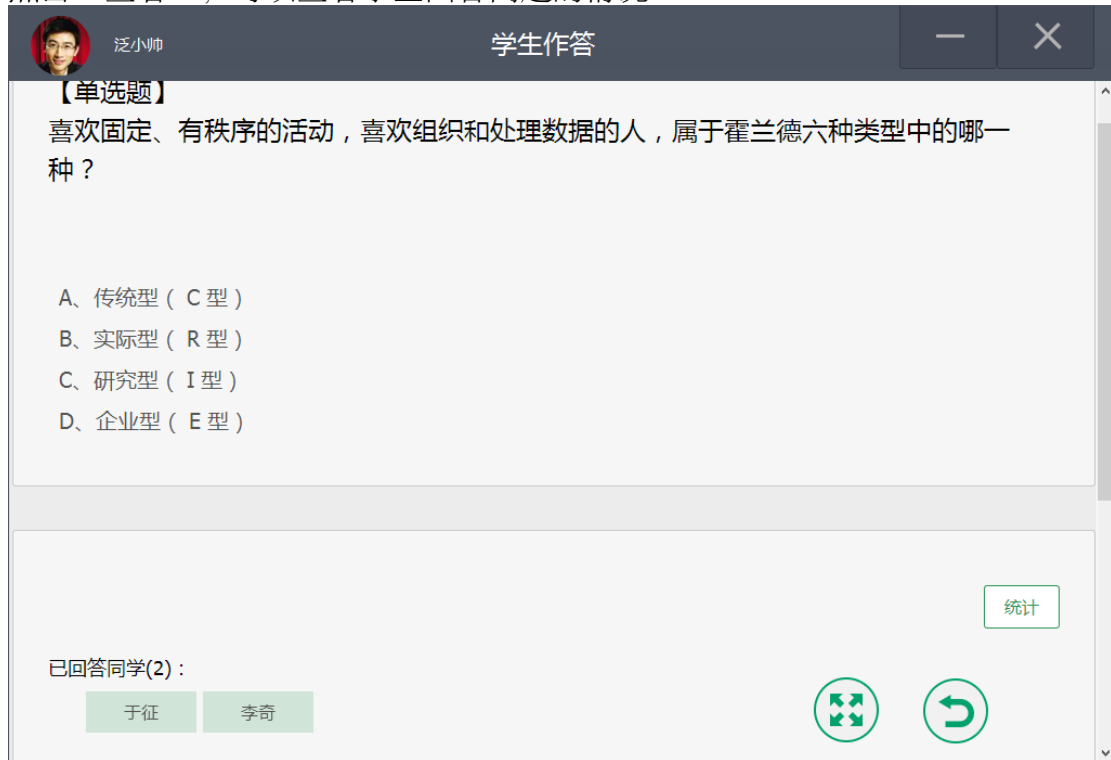 泛小帅
学生作答
【单选题】
喜欢固定、有秩序的活动，喜欢组织和处理数据的人，属于霍兰德六种类型中的哪一
种？
A、传统型（ C 型）
B、实际型（ R 型）
C、研究型（ I 型）
D、企业型（ E 型）
统计
已回答同学(2)：
于征
李奇